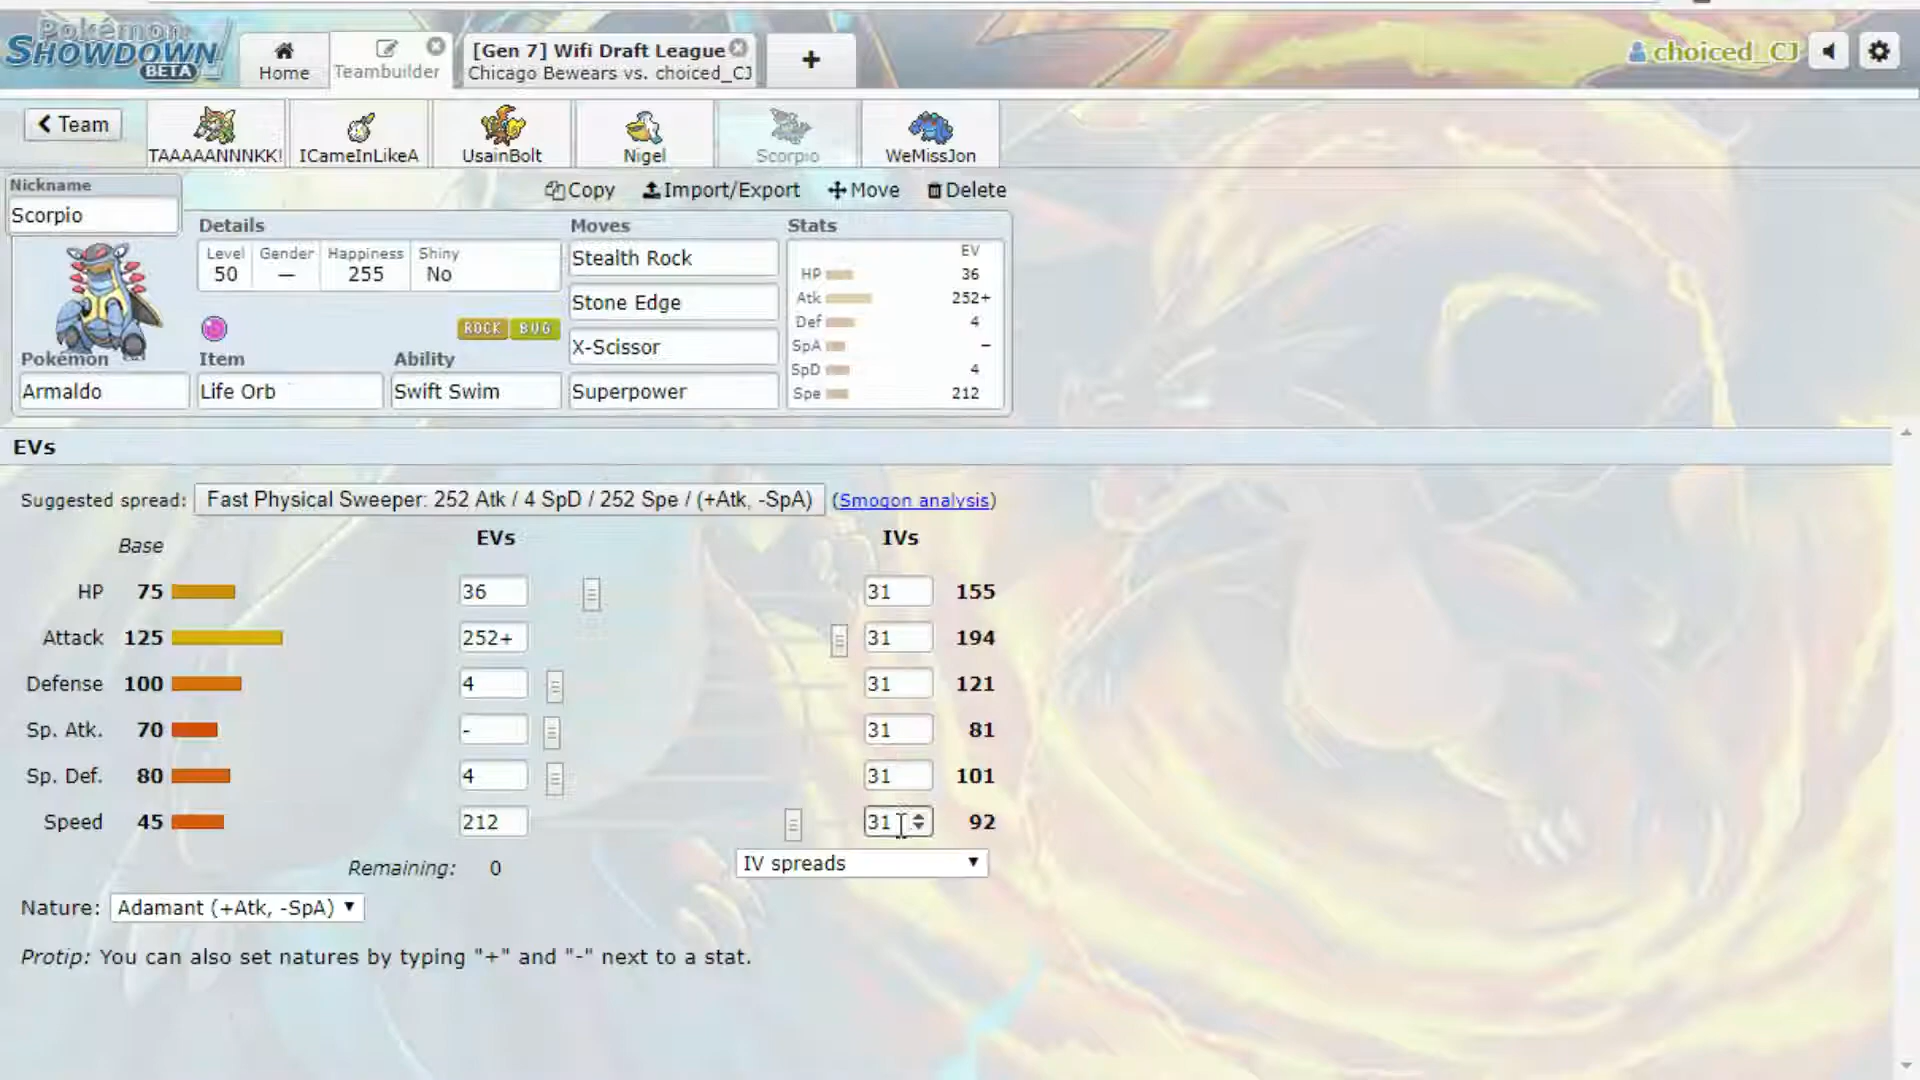 Pokémon
SHOWDOWN
BETA
Home
Teambuilder
[Gen 7] Wifi Draft League
Chicago Bewears vs. choiced_CJ
+
choiced_CJ
Team
TAAAAANNNKK!
ICameInLikeA
UsainBolt
Nigel
Scorpio
WeMissJon
Nickname
Scorpio
Copy
Import/Export
Move
Delete
Details
Moves
Stats
Level
Gender
Happiness
Shiny
50
—
255
No
ROCK
BUG
Pokémon
Item
Ability
Armaldo
Life Orb
Swift Swim
Stealth Rock
Stone Edge
X-Scissor
Superpower
EV
HP 36
Atk 252+
Def 4
SpA –
SpD 4
Spe 212
EVs
Suggested spread: Fast Physical Sweeper: 252 Atk / 4 SpD / 252 Spe / (+Atk, -SpA) (Smogon analysis)
Base EVs IVs
HP 75 36 31 155
Attack 125 252+ 31 194
Defense 100 4 31 121
Sp. Atk. 70 - 31 81
Sp. Def. 80 4 31 101
Speed 45 212 31 92
Remaining: 0
IV spreads
Nature: Adamant (+Atk, -SpA)
Protip: You can also set natures by typing "+" and "-" next to a stat.